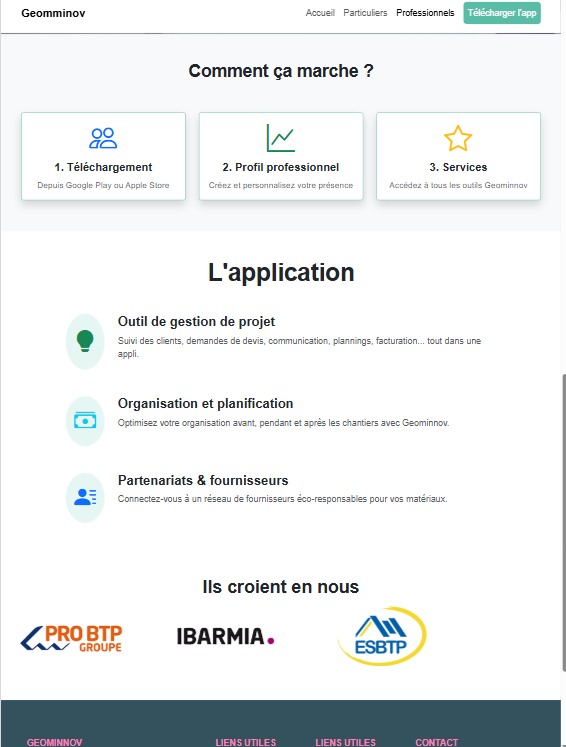 Geomminov
Accueil Particuliers Professionnels Télécharger l'app
Comment ça marche ?
1. Téléchargement
Depuis Google Play ou Apple Store
2. Profil professionnel
Créez et personnalisez votre présence
3. Services
Accédez à tous les outils Geominnov
L'application
Outil de gestion de projet
Suivi des clients, demandes de devis, communication, plannings, facturation... tout dans une
appli.
Organisation et planification
Optimisez votre organisation avant, pendant et après les chantiers avec Geominnov.
Partenariats & fournisseurs
Connectez-vous à un réseau de fournisseurs éco-responsables pour vos matériaux.
Ils croient en nous
PRO BTP
GROUPE
IBARMIA
ESBTP
GEOMINNOV LIENS UTILES LIENS UTILES CONTACT